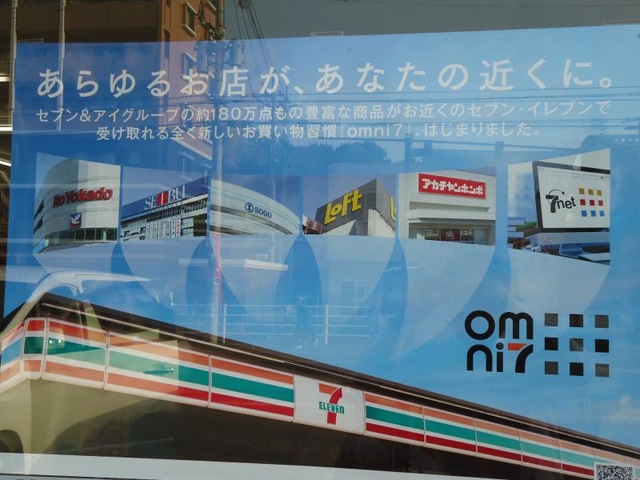 あらゆるお店が、あなたの近くに。
セブン&アイグループの約180万点もの豊富な商品がお近くのセブン‐イレブンで
受け取れる全く新しいお買い物習慣『omni7』、はじまりました。
Ito Yokado
SEIBU
SOGO
LOFT
アカチャンホンポ
7net
omni7
7 ELEVEN